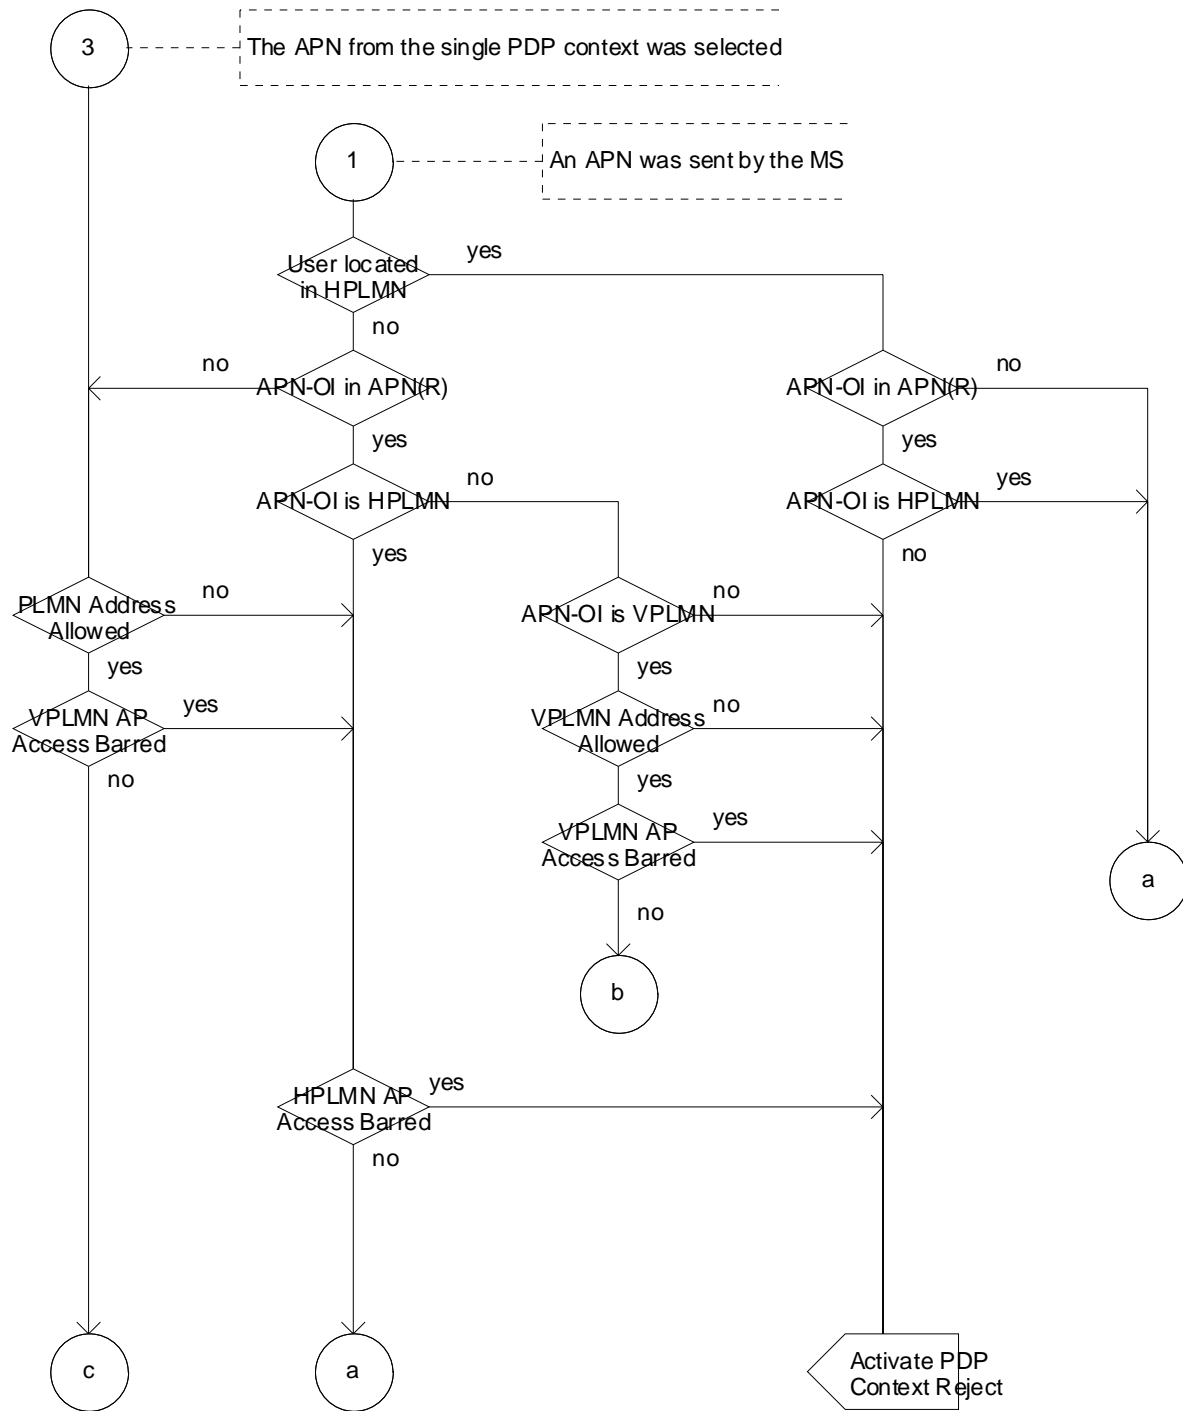 3
The APN from the single PDP context was selected
1
An APN was sent by the MS
User located
in HPLMN
yes
no
no
APN-OI in APN(R)
APN-OI in APN(R)
no
yes
yes
APN-OI is HPLMN
no
APN-OI is HPLMN
yes
yes
no
PLMN Address
Allowed
no
APN-OI is VPLMN
no
yes
yes
VPLMN AP
Access Barred
yes
VPLMN Address
Allowed
no
no
yes
VPLMN AP
Access Barred
yes
a
no
b
HPLMN AP
Access Barred
yes
no
c
a
Activate PDP
Context Reject